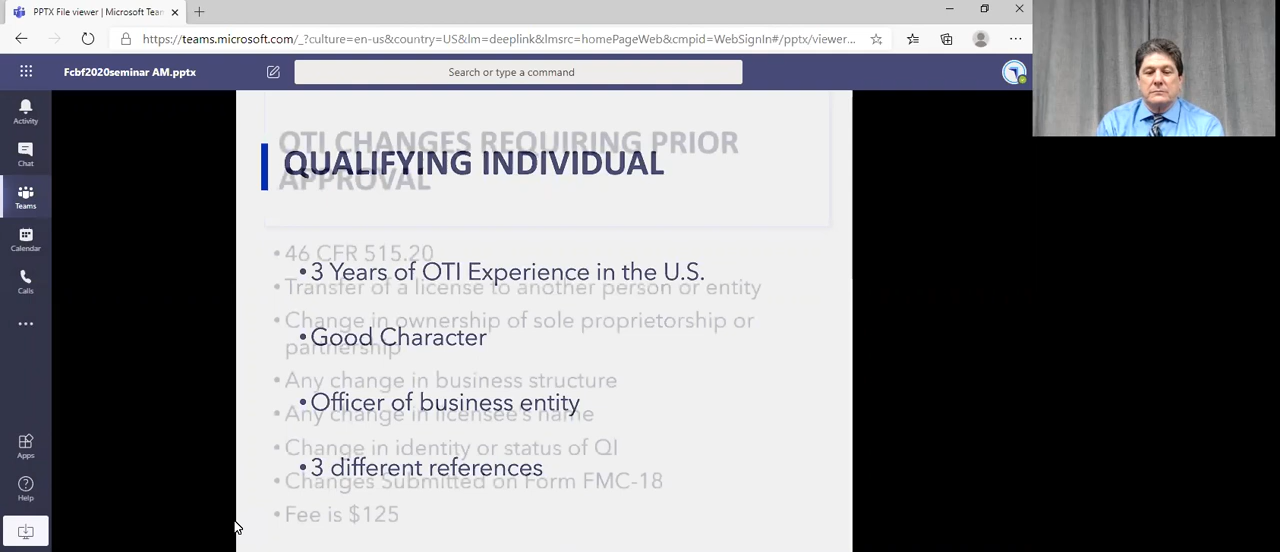 PPTX File viewer | Microsoft Team
https://teams.microsoft.com/_?culture=en-us&country=US&lm=deeplink&lmsrc=homePageWeb&cmpid=WebSignIn#/pptx/viewer...
Fcbf2020seminar AM.pptx
Search or type a command
Activity
Chat
Teams
Calendar
Calls
Apps
Help
OTI CHANGES REQUIRING PRIOR
APPROVAL
QUALIFYING INDIVIDUAL
• 46 CFR 515.20
• 3 Years of OTI Experience in the U.S.
• Transfer of a license to another person or entity
• Change in ownership of sole proprietorship or
partnership
• Good Character
• Any change in business structure
• Officer of business entity
• Any change in licensee's name
• Change in identity or status of QI
• 3 different references
• Changes Submitted on Form FMC-18
• Fee is $125